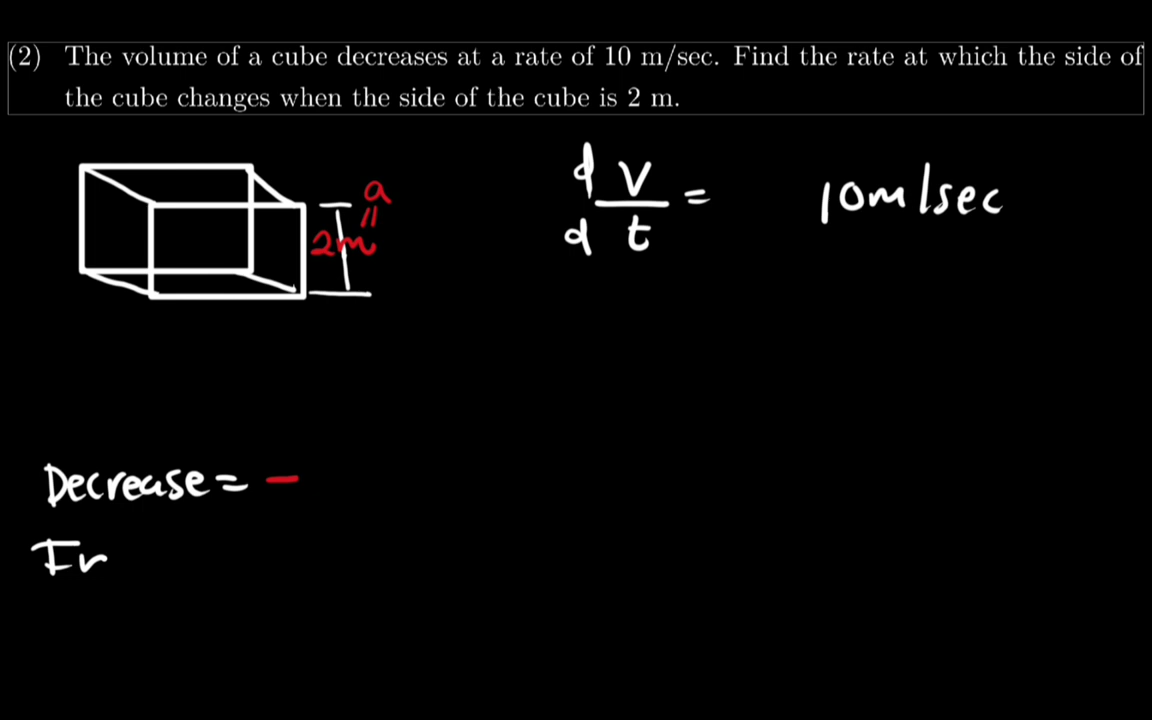 (2) The volume of a cube decreases at a rate of 10 m/sec. Find the rate at which the side of
the cube changes when the side of the cube is 2 m.
a
=
2m
dV/dt = 10m/sec
Decrease = -
In